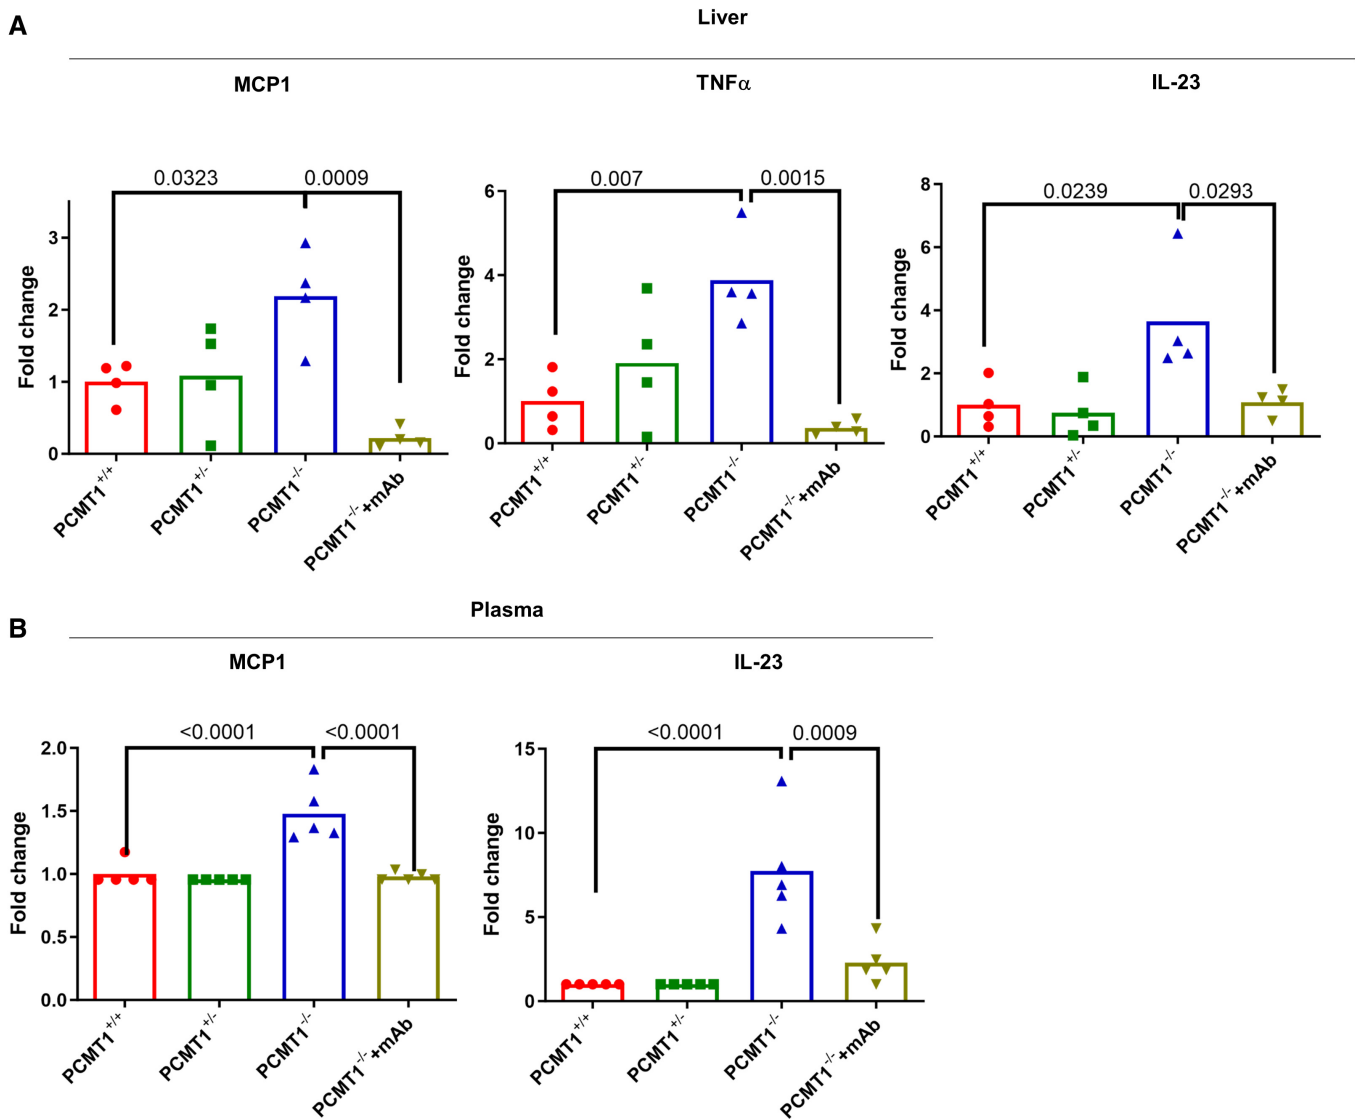 A
Liver
MCP1
TNFα
IL-23
0.0323
0.0009
3
2
1
0
Fold change
PCMT1+/+
PCMT1+/-
PCMT1-/-
PCMT1-/-+mAb
0.007
0.0015
6
4
2
0
Fold change
PCMT1+/+
PCMT1+/-
PCMT1-/-
PCMT1-/-+mAb
0.0239
0.0293
8
6
4
2
0
Fold change
PCMT1+/+
PCMT1+/-
PCMT1-/-
PCMT1-/-+mAb
B
Plasma
MCP1
IL-23
<0.0001
<0.0001
2.0
1.5
1.0
0.5
0.0
Fold change
PCMT1+/+
PCMT1+/-
PCMT1-/-
PCMT1-/-+mAb
<0.0001
0.0009
15
10
5
0
Fold change
PCMT1+/+
PCMT1+/-
PCMT1-/-
PCMT1-/-+mAb